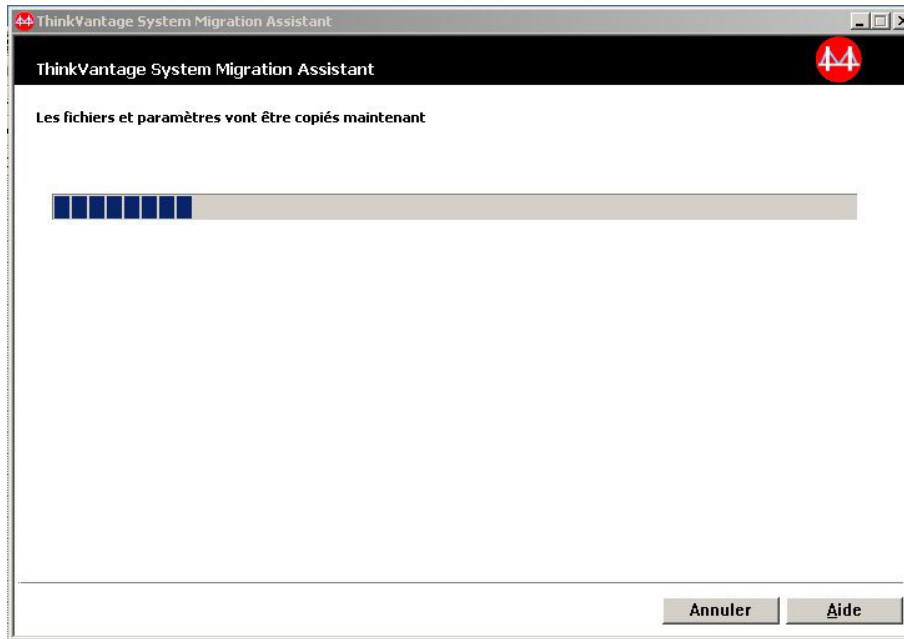 ThinkVantage System Migration Assistant
ThinkVantage System Migration Assistant
Les fichiers et paramètres vont être copiés maintenant
Annuler
Aide